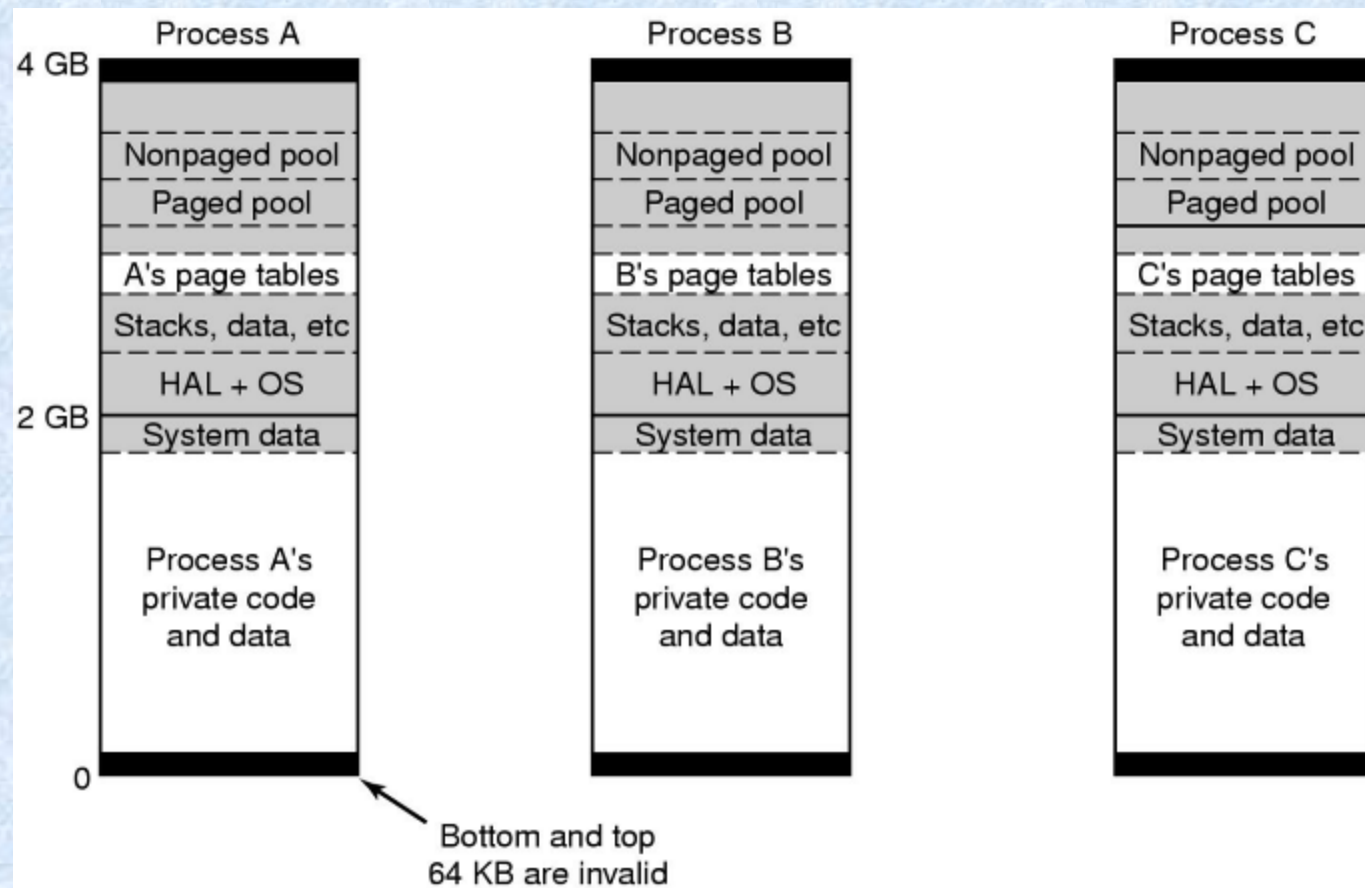 Process A
4 GB
Nonpaged pool
Paged pool
A's page tables
Stacks, data, etc
HAL + OS
2 GB
System data
Process A's
private code
and data
0
Bottom and top
64 KB are invalid
Process B
Nonpaged pool
Paged pool
B's page tables
Stacks, data, etc
HAL + OS
System data
Process B's
private code
and data
Process C
Nonpaged pool
Paged pool
C's page tables
Stacks, data, etc
HAL + OS
System data
Process C's
private code
and data